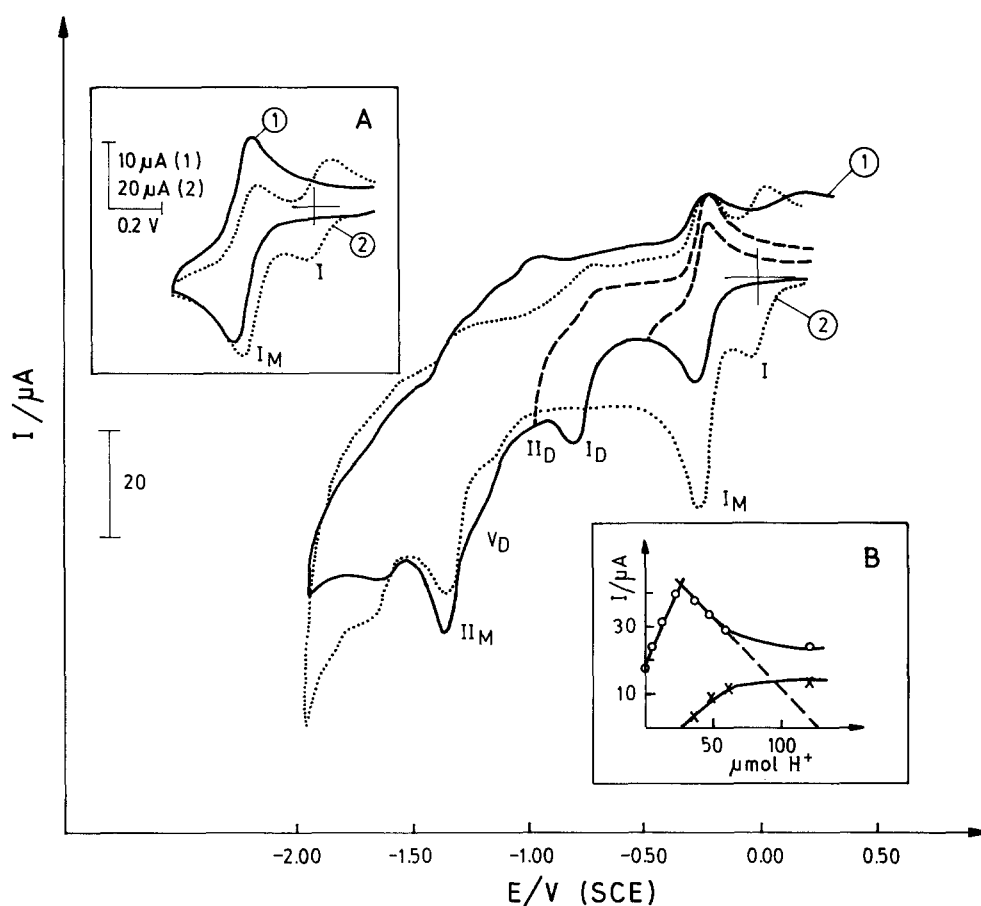 A
1
10 µA (1)
20 µA (2)
0.2 V
2
I
I_M
1
2
I
I_M
I_D
II_D
V_D
II_M
I/µA
20
B
I/µA
30
10
50
100
µmol H⁺
-2.00
-1.50
-1.00
-0.50
0.00
0.50
E/V (SCE)